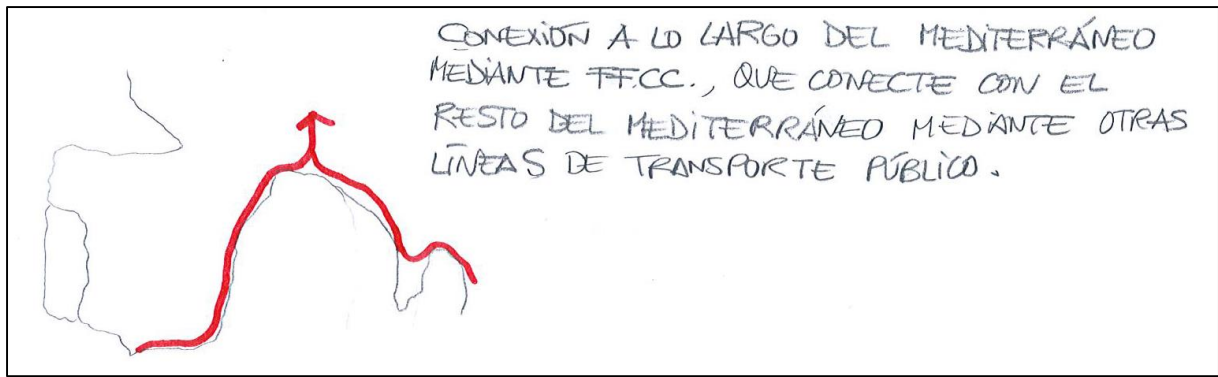 CONEXIÓN A LO LARGO DEL MEDITERRÁNEO
MEDIANTE FF.CC., QUE CONECTE CON EL
RESTO DEL MEDITERRÁNEO MEDIANTE OTRAS
LÍNEAS DE TRANSPORTE PÚBLICO.